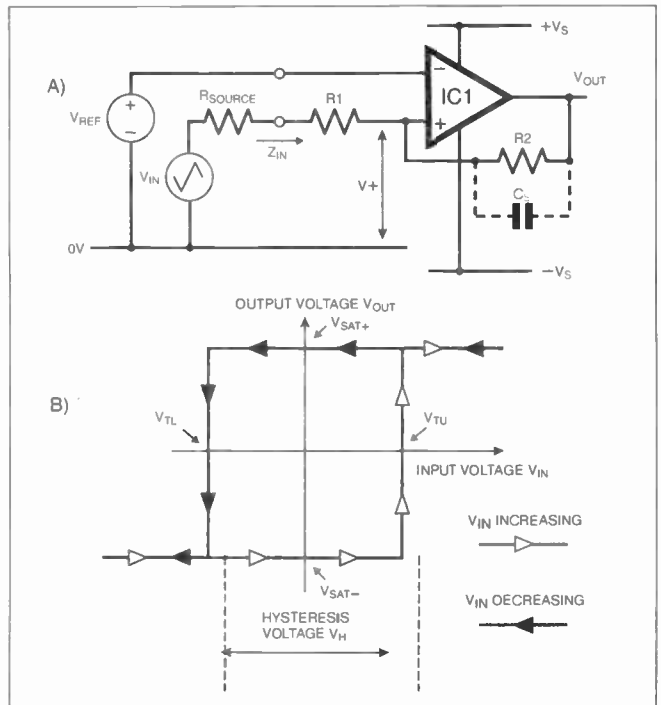 A)
+VS
VREF
+
−
RSOURCE
R1
ZIN
VIN
V+
−
+
IC1
VOUT
R2
CS
0V
−VS
B)
OUTPUT VOLTAGE VOUT
VSAT+
VTL
VTU
INPUT VOLTAGE VIN
VIN INCREASING
VSAT−
VIN OECREASING
HYSTERESIS
VOLTAGE VH